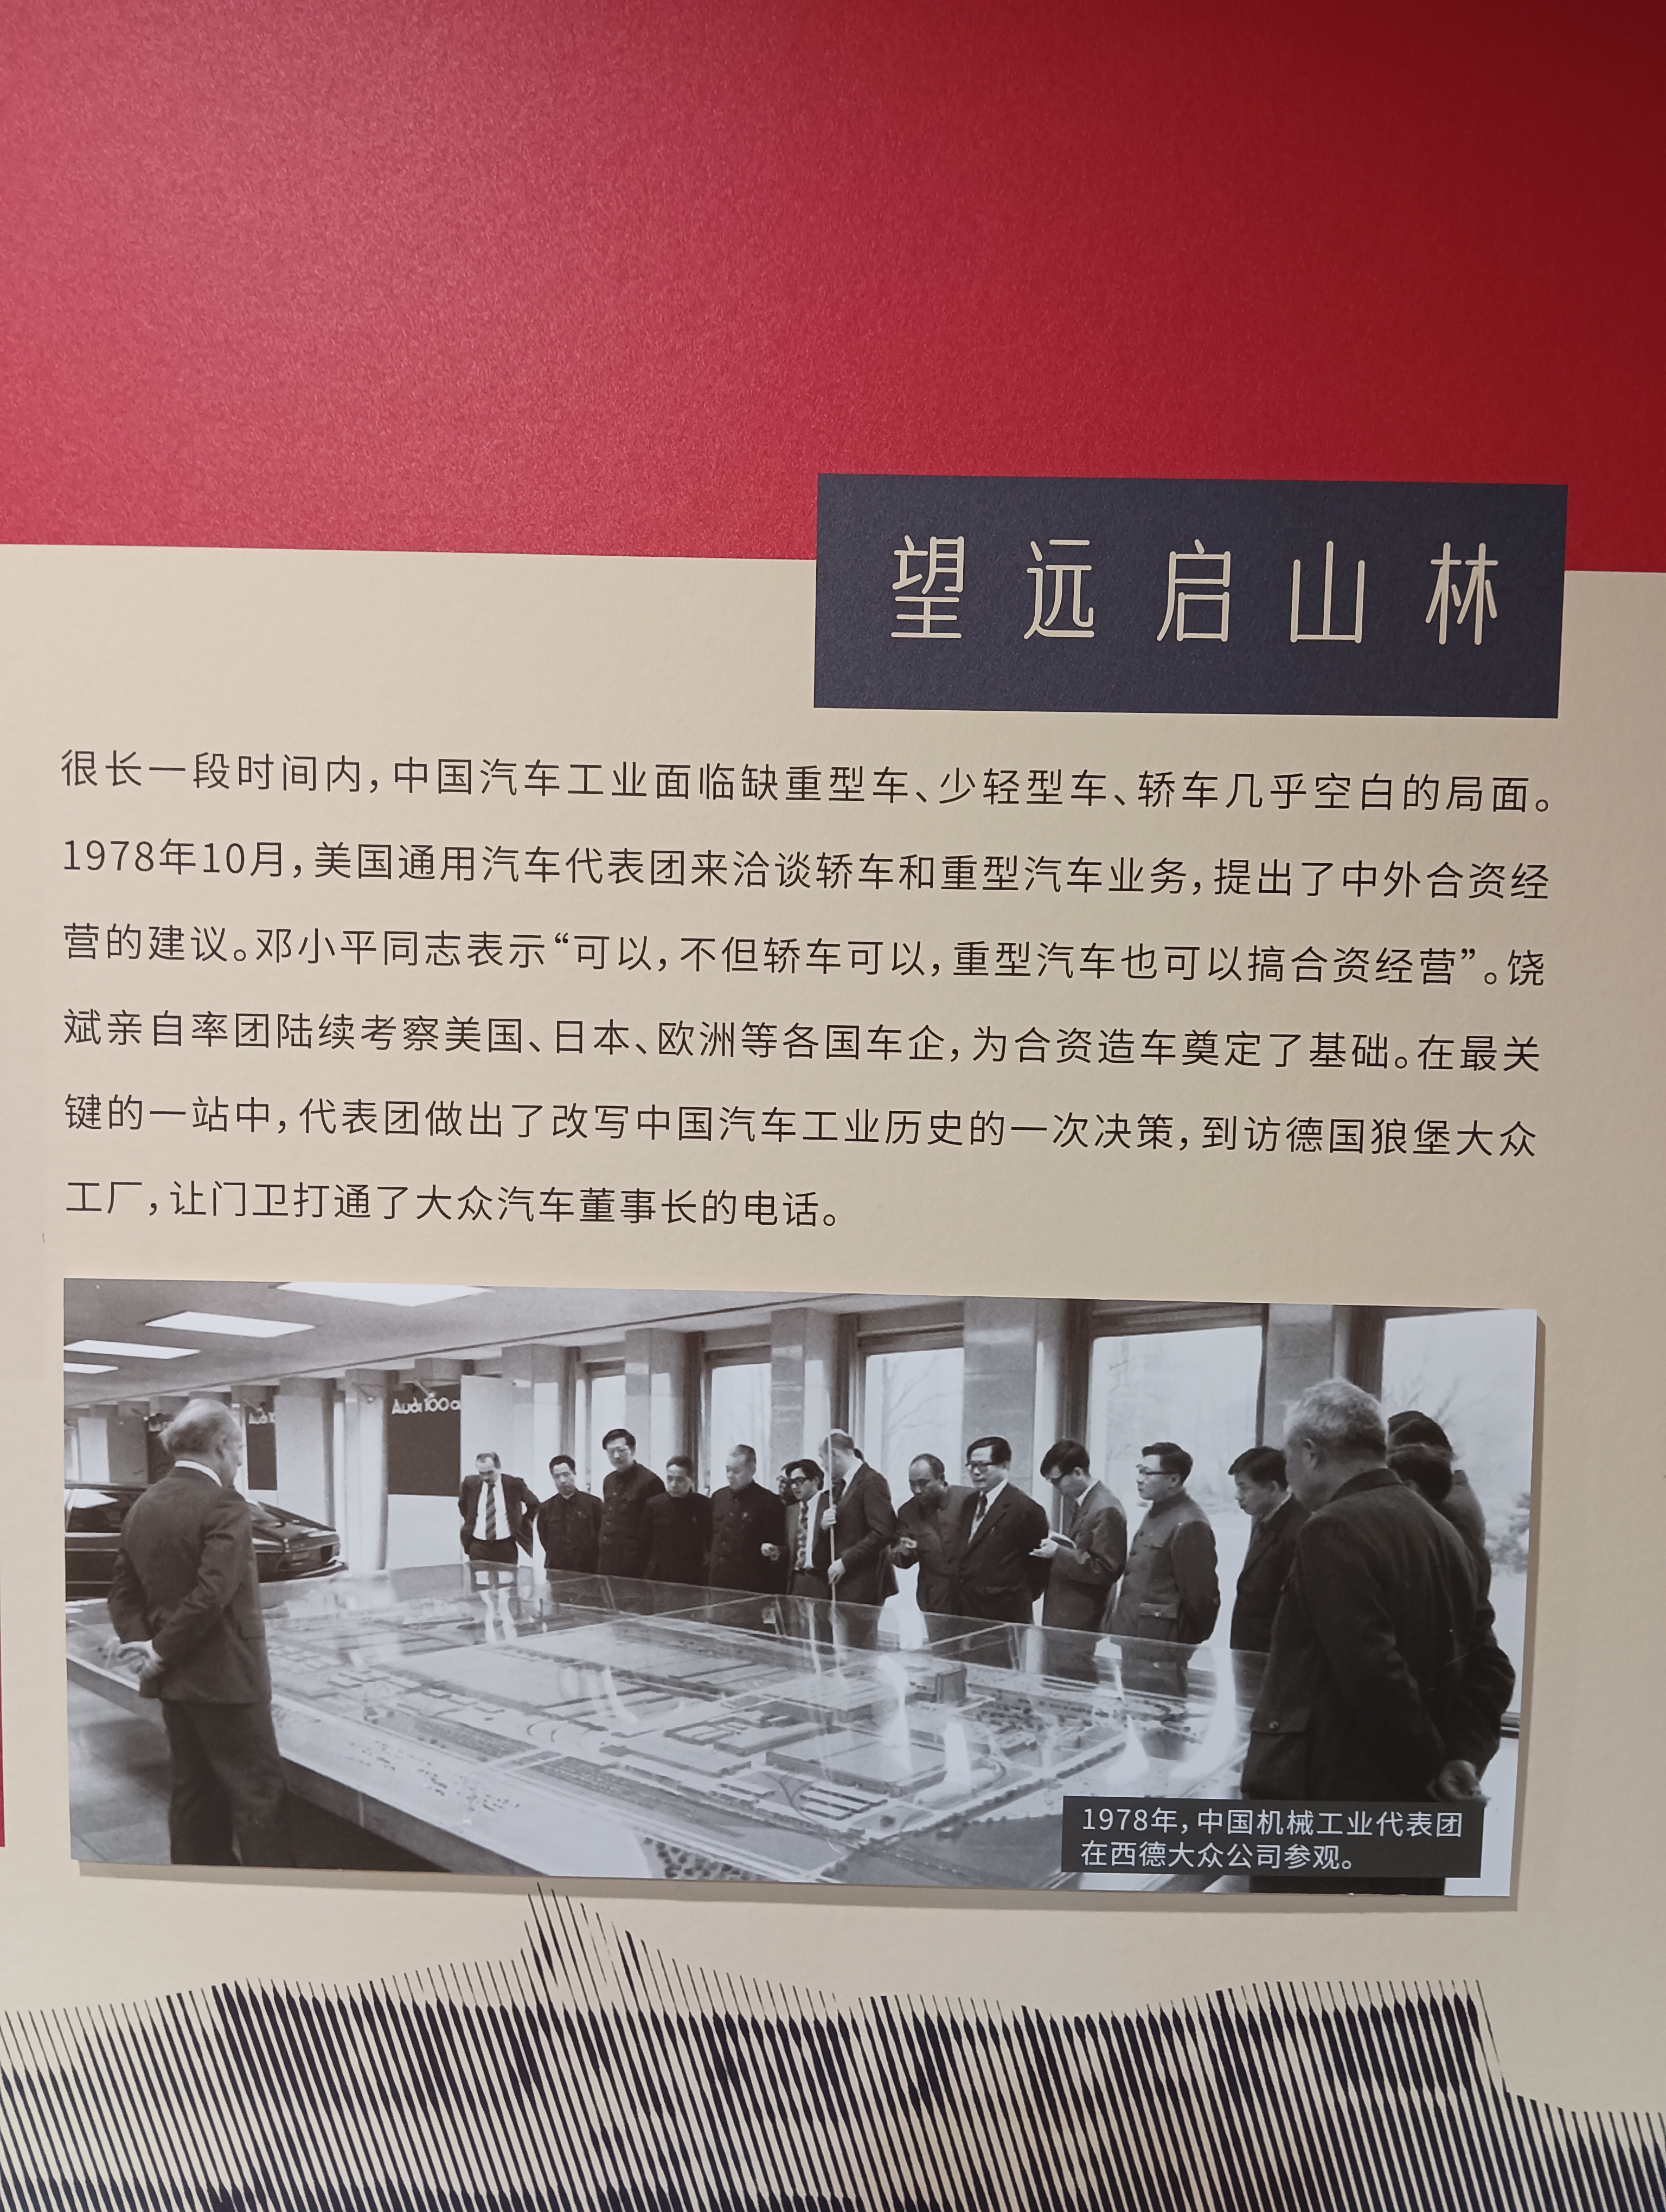 望远启山林
很长一段时间内，中国汽车工业面临缺重型车、少轻型车、轿车几乎空白的局面。
1978年10月，美国通用汽车代表团来洽谈轿车和重型汽车业务，提出了中外合资经
营的建议。邓小平同志表示“可以，不但轿车可以，重型汽车也可以搞合资经营”。饶
斌亲自率团陆续考察美国、日本、欧洲等各国车企，为合资造车奠定了基础。在最关
键的一站中，代表团做出了改写中国汽车工业历史的一次决策，到访德国狼堡大众
工厂，让门卫打通了大众汽车董事长的电话。
Audi 100
1978年，中国机械工业代表团
在西德大众公司参观。